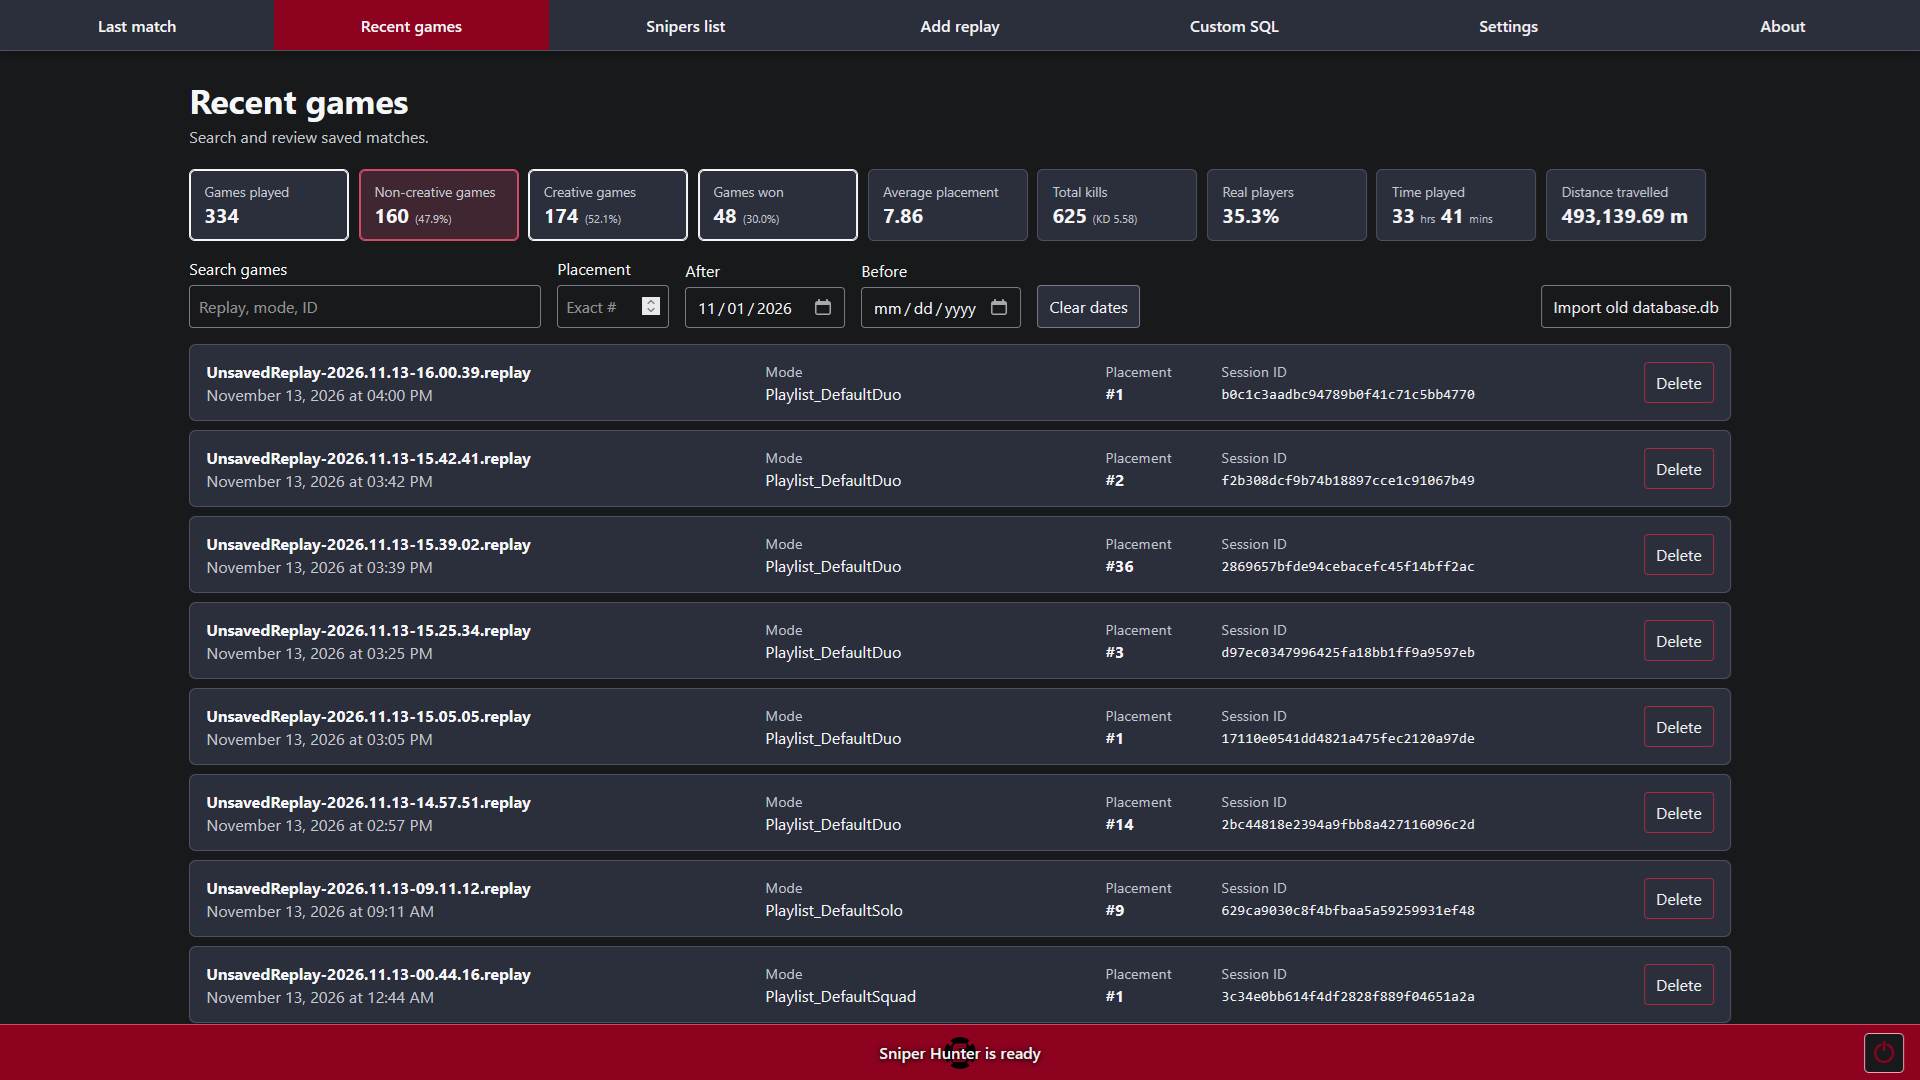 Last match
Recent games
Snipers list
Add replay
Custom SQL
Settings
About
Recent games
Search and review saved matches.
Games played
334
Non-creative games
160 (47.9%)
Creative games
174 (52.1%)
Games won
48 (30.0%)
Average placement
7.86
Total kills
625 (KD 5.58)
Real players
35.3%
Time played
33 hrs 41 mins
Distance travelled
493,139.69 m
Search games
Replay, mode, ID
Placement
Exact #
After
11/01/2026
Before
mm/dd/yyyy
Clear dates
Import old database.db
UnsavedReplay-2026.11.13-16.00.39.replay
November 13, 2026 at 04:00 PM
Mode
Playlist_DefaultDuo
Placement
#1
Session ID
b0c1c3aadbc94789b0f41c71c5bb4770
Delete
UnsavedReplay-2026.11.13-15.42.41.replay
November 13, 2026 at 03:42 PM
Mode
Playlist_DefaultDuo
Placement
#2
Session ID
f2b308dcf9b74b18897cce1c91067b49
Delete
UnsavedReplay-2026.11.13-15.39.02.replay
November 13, 2026 at 03:39 PM
Mode
Playlist_DefaultDuo
Placement
#36
Session ID
2869657bfde94cebacefc45f14bff2ac
Delete
UnsavedReplay-2026.11.13-15.25.34.replay
November 13, 2026 at 03:25 PM
Mode
Playlist_DefaultDuo
Placement
#3
Session ID
d97ec0347996425fa18bb1ff9a9597eb
Delete
UnsavedReplay-2026.11.13-15.05.05.replay
November 13, 2026 at 03:05 PM
Mode
Playlist_DefaultDuo
Placement
#1
Session ID
17110e0541dd4821a475fec2120a97de
Delete
UnsavedReplay-2026.11.13-14.57.51.replay
November 13, 2026 at 02:57 PM
Mode
Playlist_DefaultDuo
Placement
#14
Session ID
2bc44818e2394a9fbb8a427116096c2d
Delete
UnsavedReplay-2026.11.13-09.11.12.replay
November 13, 2026 at 09:11 AM
Mode
Playlist_DefaultSolo
Placement
#9
Session ID
629ca9030c8f4bfbaa5a59259931ef48
Delete
UnsavedReplay-2026.11.13-00.44.16.replay
November 13, 2026 at 12:44 AM
Mode
Playlist_DefaultSquad
Placement
#1
Session ID
3c34e0bb614f4df2828f889f04651a2a
Delete
Sniper Hunter is ready